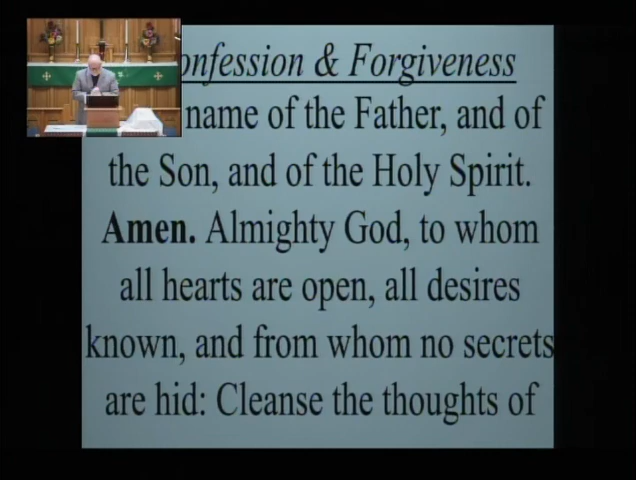 onfession & Forgiveness
name of the Father, and of
the Son, and of the Holy Spirit.
Amen. Almighty God, to whom
all hearts are open, all desires
known, and from whom no secrets
are hid: Cleanse the thoughts of